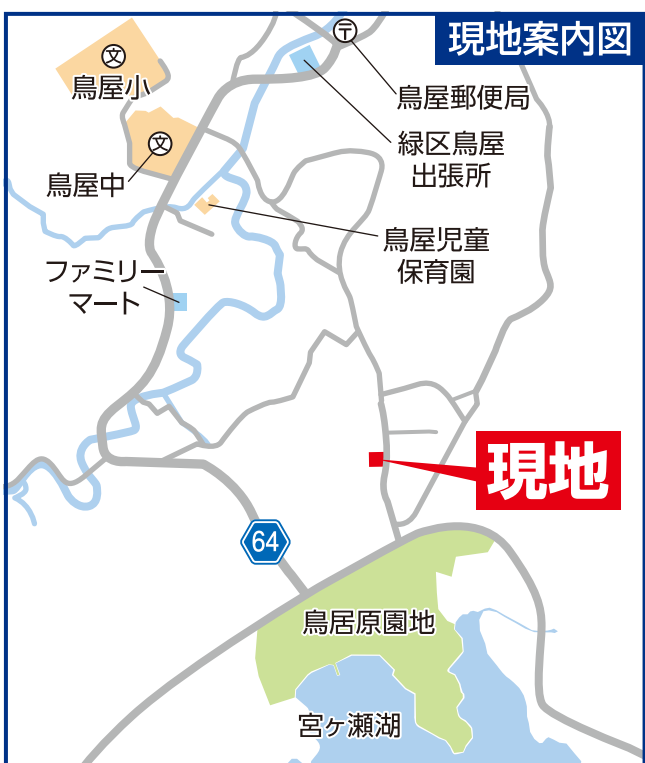 現地案内図
〒
文
鳥屋小
鳥屋郵便局
文
緑区鳥屋
出張所
鳥屋中
鳥屋児童
保育園
ファミリー
マート
現地
64
鳥居原園地
宮ヶ瀬湖